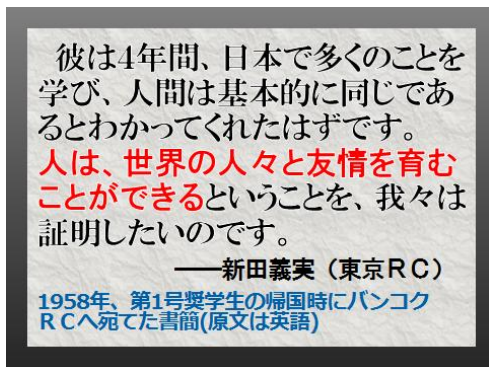 彼は4年間、日本で多くのことを
学び、人間は基本的に同じであ
るとわかってくれたはずです。
人は、世界の人々と友情を育む
ことができるということを、我々は
証明したいのです。
――新田義実（東京RC）
1958年、第1号奨学生の帰国時にバンコク
RCへ宛てた書簡(原文は英語)